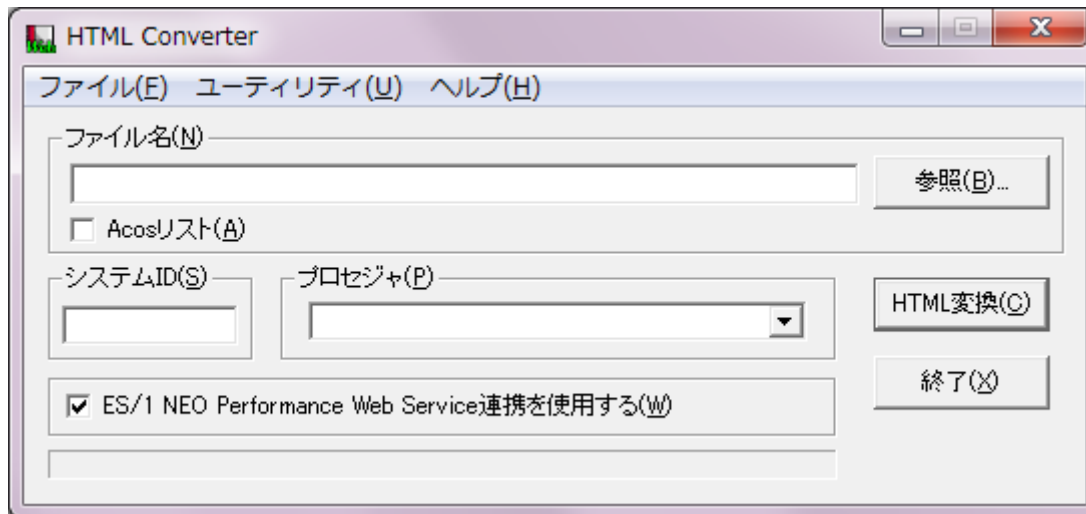 HTML Converter
ファイル(F) ユーティリティ(U) ヘルプ(H)
ファイル名(N)
参照(B)...
Acosリスト(A)
システムID(S)
プロセジャ(P)
HTML変換(C)
終了(X)
ES/1 NEO Performance Web Service連携を使用する(W)